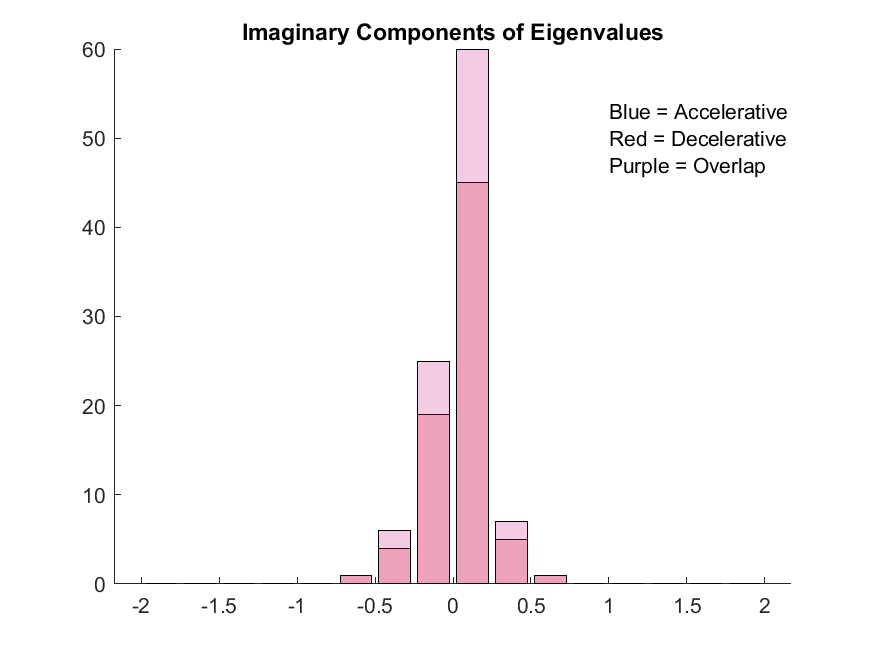 Imaginary Components of Eigenvalues
60
Blue = Accelerative
50
Red = Decelerative
Purple = Overlap
40
30
20
10
0
-2 -1.5 -1 -0.5 0 0.5 1 1.5 2